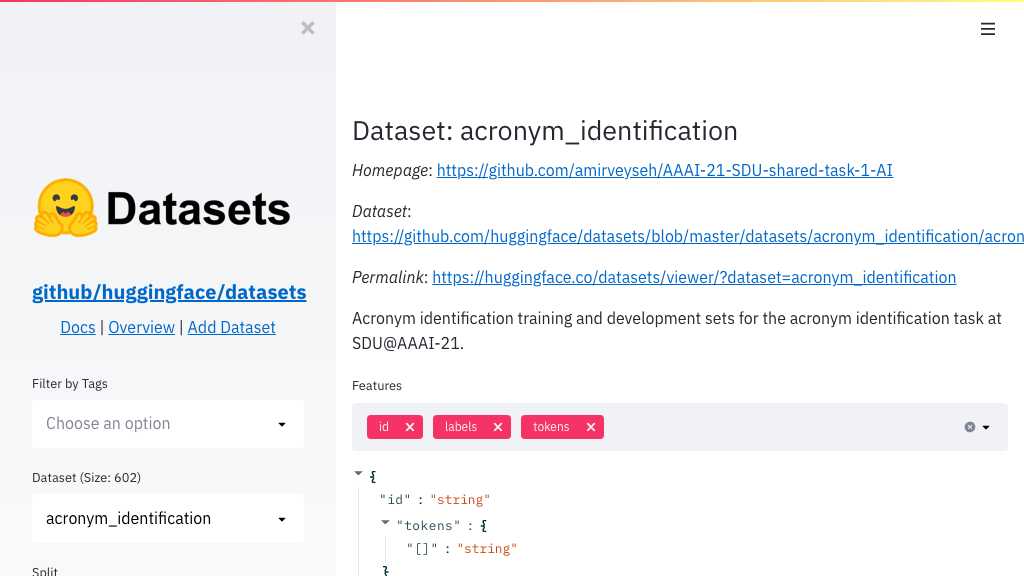 Datasets
github/huggingface/datasets
Docs | Overview | Add Dataset
Filter by Tags
Choose an option
Dataset (Size: 602)
acronym_identification
Split
Dataset: acronym_identification
Homepage: https://github.com/amirveyseh/AAAI-21-SDU-shared-task-1-AI
Dataset:
https://github.com/huggingface/datasets/blob/master/datasets/acronym_identification/acron
Permalink: https://huggingface.co/datasets/viewer/?dataset=acronym_identification
Acronym identification training and development sets for the acronym identification task at
SDU@AAAI-21.
Features
id labels tokens
{
"id" : "string"
"tokens" : {
"[]" : "string"
}